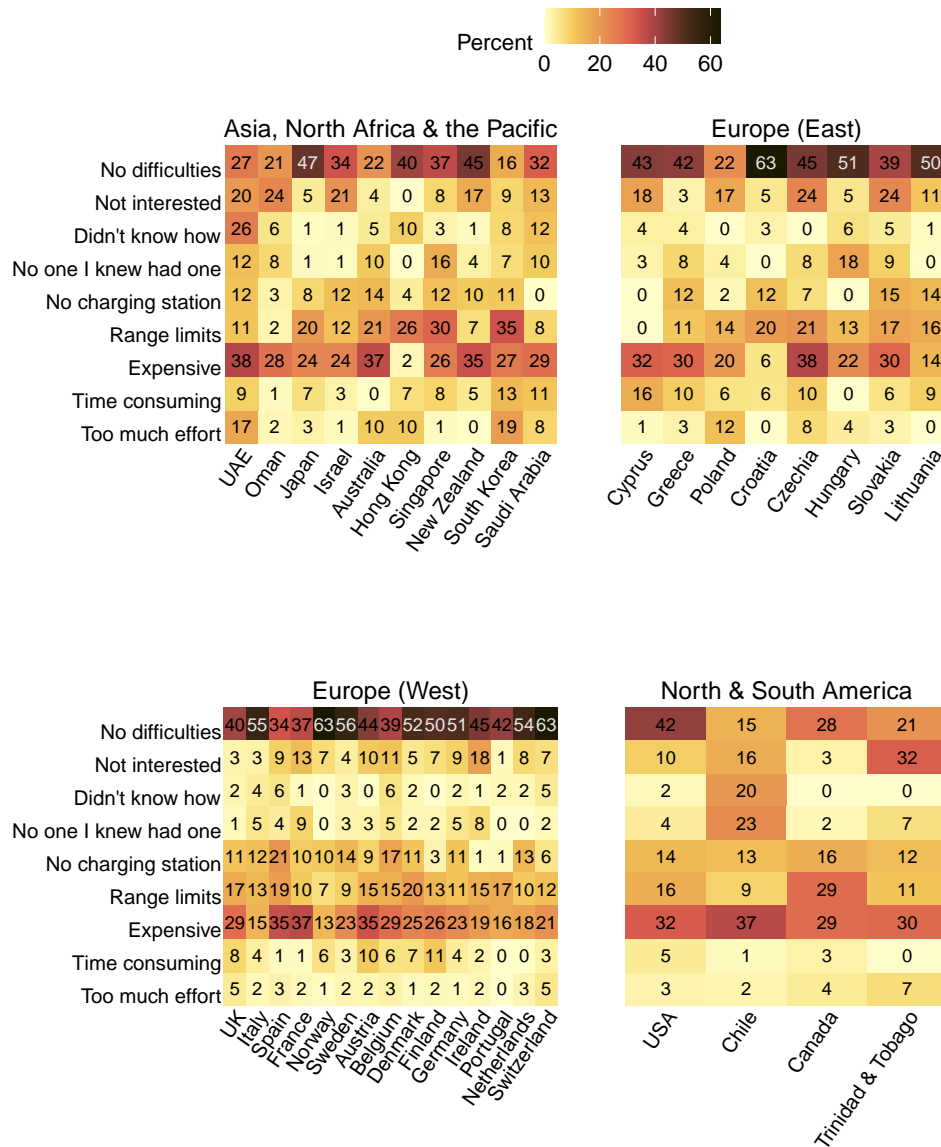 Percent
0 20 40 60
Asia, North Africa & the Pacific
No difficulties 27 21 47 34 22 40 37 45 16 32
Not interested 20 24 5 21 4 0 8 17 9 13
Didn't know how 26 6 1 1 5 10 3 1 8 12
No one I knew had one 12 8 1 1 10 0 16 4 7 10
No charging station 12 3 8 12 14 4 12 10 11 0
Range limits 11 2 20 12 21 26 30 7 35 8
Expensive 38 28 24 24 37 2 26 35 27 29
Time consuming 9 1 7 3 0 7 8 5 13 11
Too much effort 17 2 3 1 10 10 1 0 19 8
UAE Oman Japan Israel Australia Hong Kong Singapore New Zealand South Korea Saudi Arabia
Europe (East)
43 42 22 63 45 51 39 50
18 3 17 5 24 5 24 11
4 4 0 3 0 6 5 1
3 8 4 0 8 18 9 0
0 12 2 12 7 0 15 14
0 11 14 20 21 13 17 16
32 30 20 6 38 22 30 14
16 10 6 6 10 0 6 9
1 3 12 0 8 4 3 0
Cyprus Greece Poland Croatia Czechia Hungary Slovakia Lithuania
Europe (West)
No difficulties 40 55 34 37 63 56 44 39 52 50 51 45 42 54 63
Not interested 3 3 9 13 7 4 10 11 5 7 9 18 1 8 7
Didn't know how 2 4 6 1 0 3 0 6 2 0 2 1 2 2 5
No one I knew had one 1 5 4 9 0 3 3 5 2 2 5 8 0 0 2
No charging station 11 12 21 10 10 14 9 17 11 3 11 1 1 13 6
Range limits 17 13 19 10 7 9 15 15 20 13 11 15 17 10 12
Expensive 29 15 35 37 13 23 35 29 25 26 23 19 16 18 21
Time consuming 8 4 1 1 6 3 10 6 7 11 4 2 0 0 3
Too much effort 5 2 3 2 1 2 2 3 1 2 1 2 0 3 5
UK Italy Spain France Norway Sweden Austria Belgium Denmark Finland Germany Ireland Portugal Netherlands Switzerland
North & South America
42 15 28 21
10 16 3 32
2 20 0 0
4 23 2 7
14 13 16 12
16 9 29 11
32 37 29 30
5 1 3 0
3 2 4 7
USA Chile Canada Trinidad & Tobago